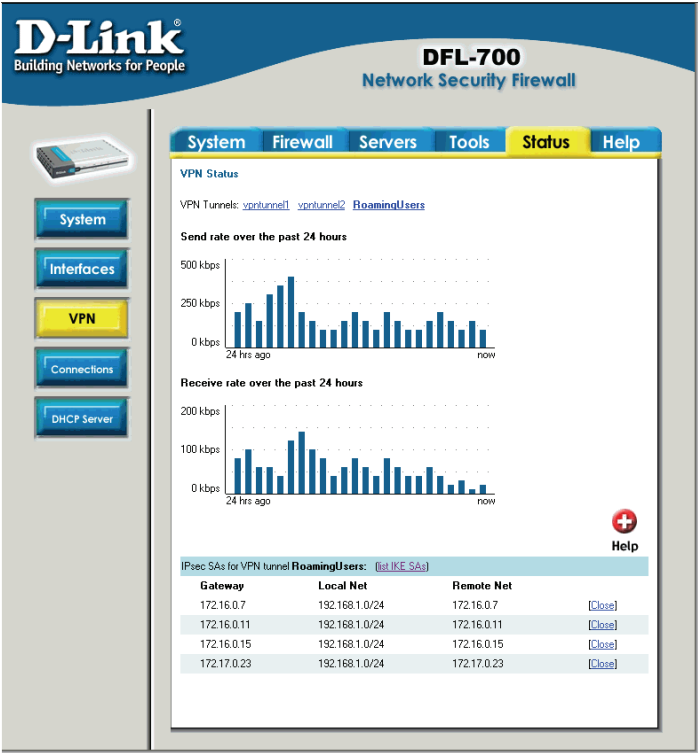 D-Link
Building Networks for People
DFL-700
Network Security Firewall
System Firewall Servers Tools Status Help
System
Interfaces
VPN
Connections
DHCP Server
VPN Status
VPN Tunnels: vpntunnel1 vpntunnel2 RoamingUsers
Send rate over the past 24 hours
500 kbps
250 kbps
0 kbps
24 hrs ago now
Receive rate over the past 24 hours
200 kbps
100 kbps
0 kbps
24 hrs ago now
Help
IPsec SAs for VPN tunnel RoamingUsers: (list IKE SAs)
Gateway Local Net Remote Net
172.16.0.7 192.168.1.0/24 172.16.0.7 [Close]
172.16.0.11 192.168.1.0/24 172.16.0.11 [Close]
172.16.0.15 192.168.1.0/24 172.16.0.15 [Close]
172.17.0.23 192.168.1.0/24 172.17.0.23 [Close]